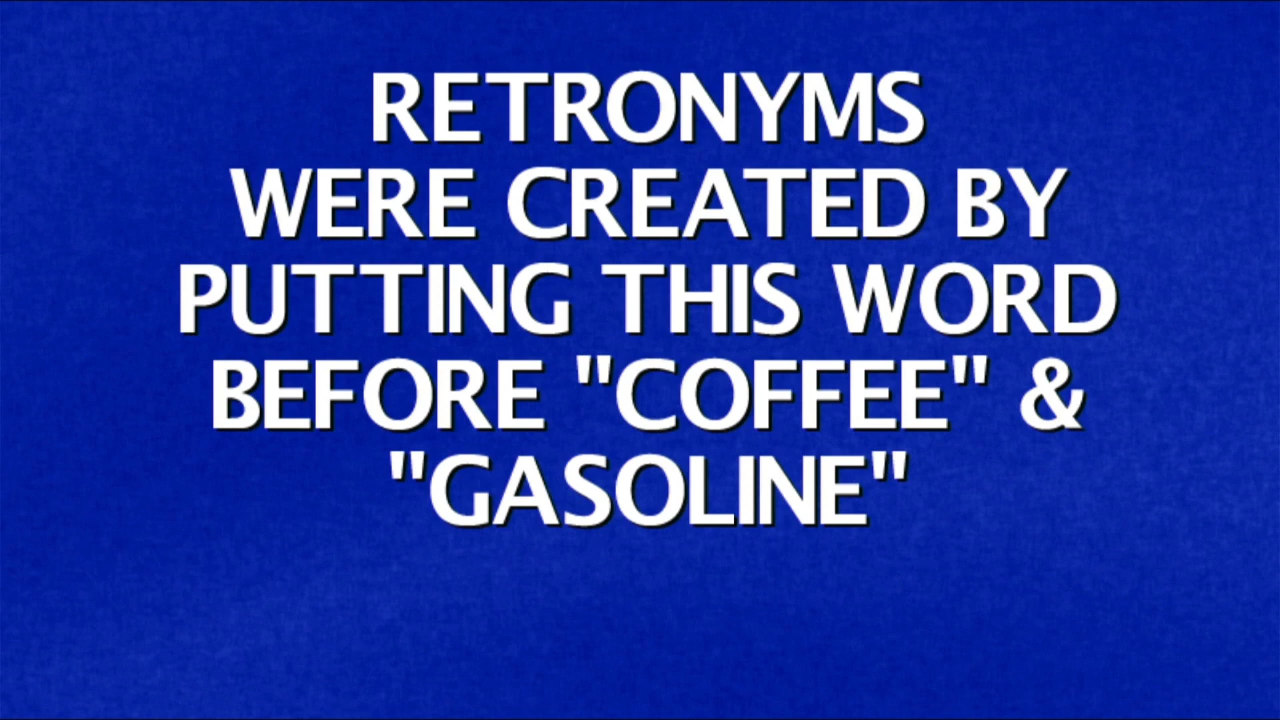 RETRONYMS
WERE CREATED BY
PUTTING THIS WORD
BEFORE "COFFEE" &
"GASOLINE"